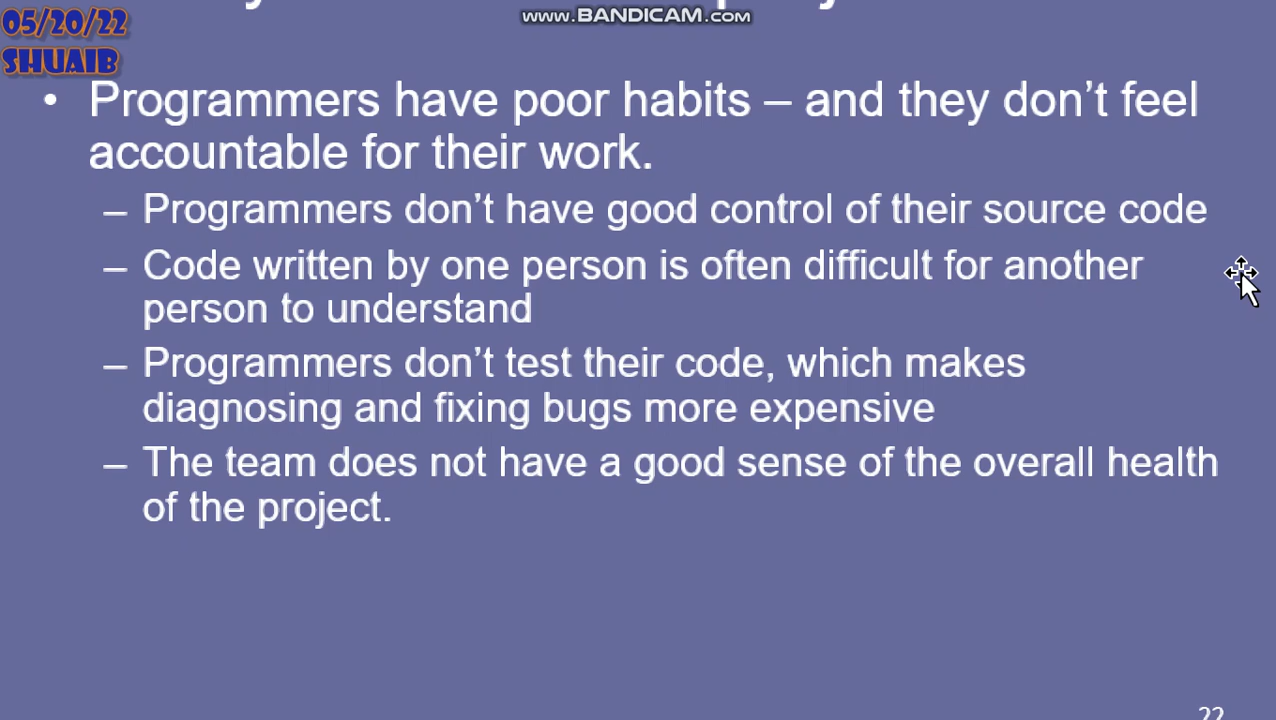 05/20/22
www.BANDICAM.com
SHUAIB
• Programmers have poor habits – and they don’t feel
accountable for their work.
– Programmers don’t have good control of their source code
– Code written by one person is often difficult for another
person to understand
– Programmers don’t test their code, which makes
diagnosing and fixing bugs more expensive
– The team does not have a good sense of the overall health
of the project.
22